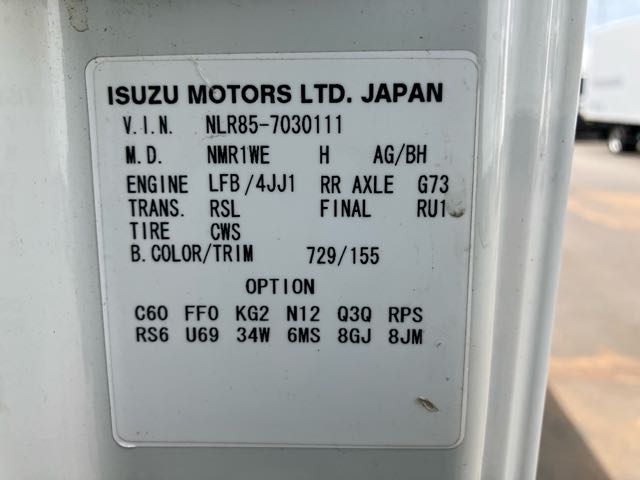 ISUZU MOTORS LTD. JAPAN
V.I.N. NLR85-7030111
M.D. NMR1WE H AG/BH
ENGINE LFB/4JJ1 RR AXLE G73
TRANS. RSL FINAL RU1
TIRE CWS
B.COLOR/TRIM 729/155
OPTION
C60 FF0 KG2 N12 Q3Q RPS
RS6 U69 34W 6MS 8GJ 8JM